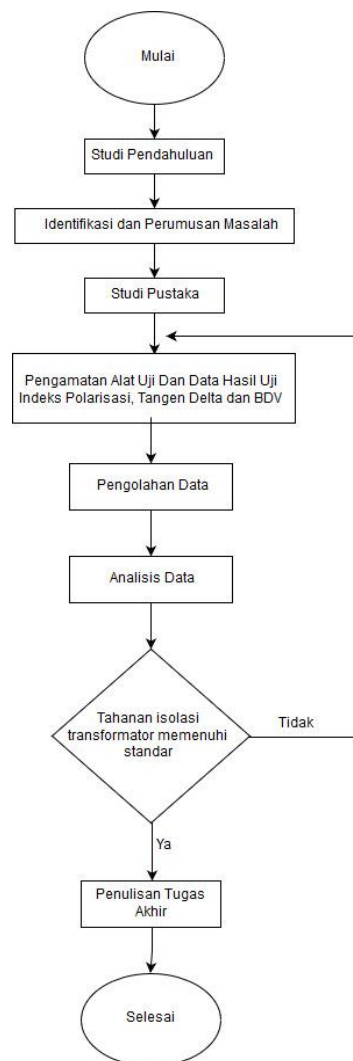 Mulai
Studi Pendahuluan
Identifikasi dan Perumusan Masalah
Studi Pustaka
Pengamatan Alat Uji Dan Data Hasil Uji
Indeks Polarisasi, Tangen Delta dan BDV
Pengolahan Data
Analisis Data
Tahanan isolasi
transformator memenuhi
standar
Tidak
Ya
Penulisan Tugas
Akhir
Selesai